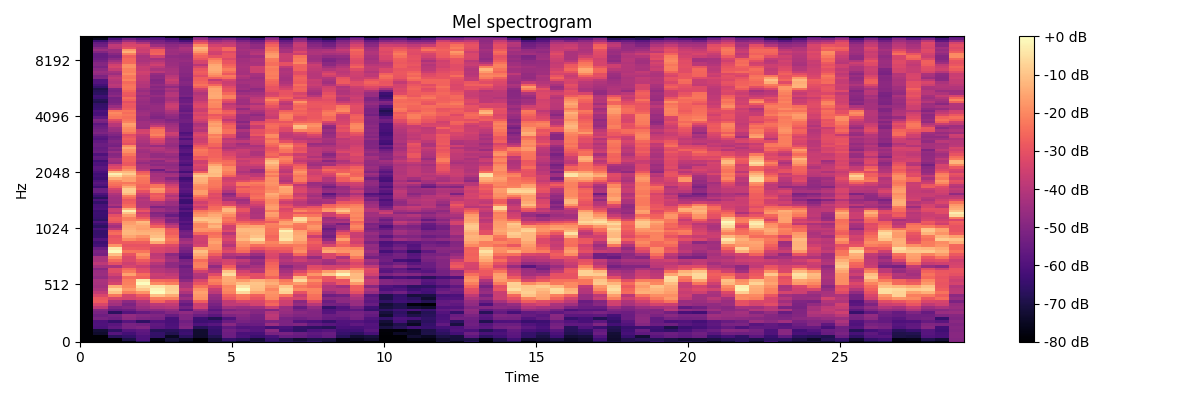 Mel spectrogram
8192
4096
2048
1024
512
0
Hz
0 5 10 15 20 25
Time
+0 dB
-10 dB
-20 dB
-30 dB
-40 dB
-50 dB
-60 dB
-70 dB
-80 dB